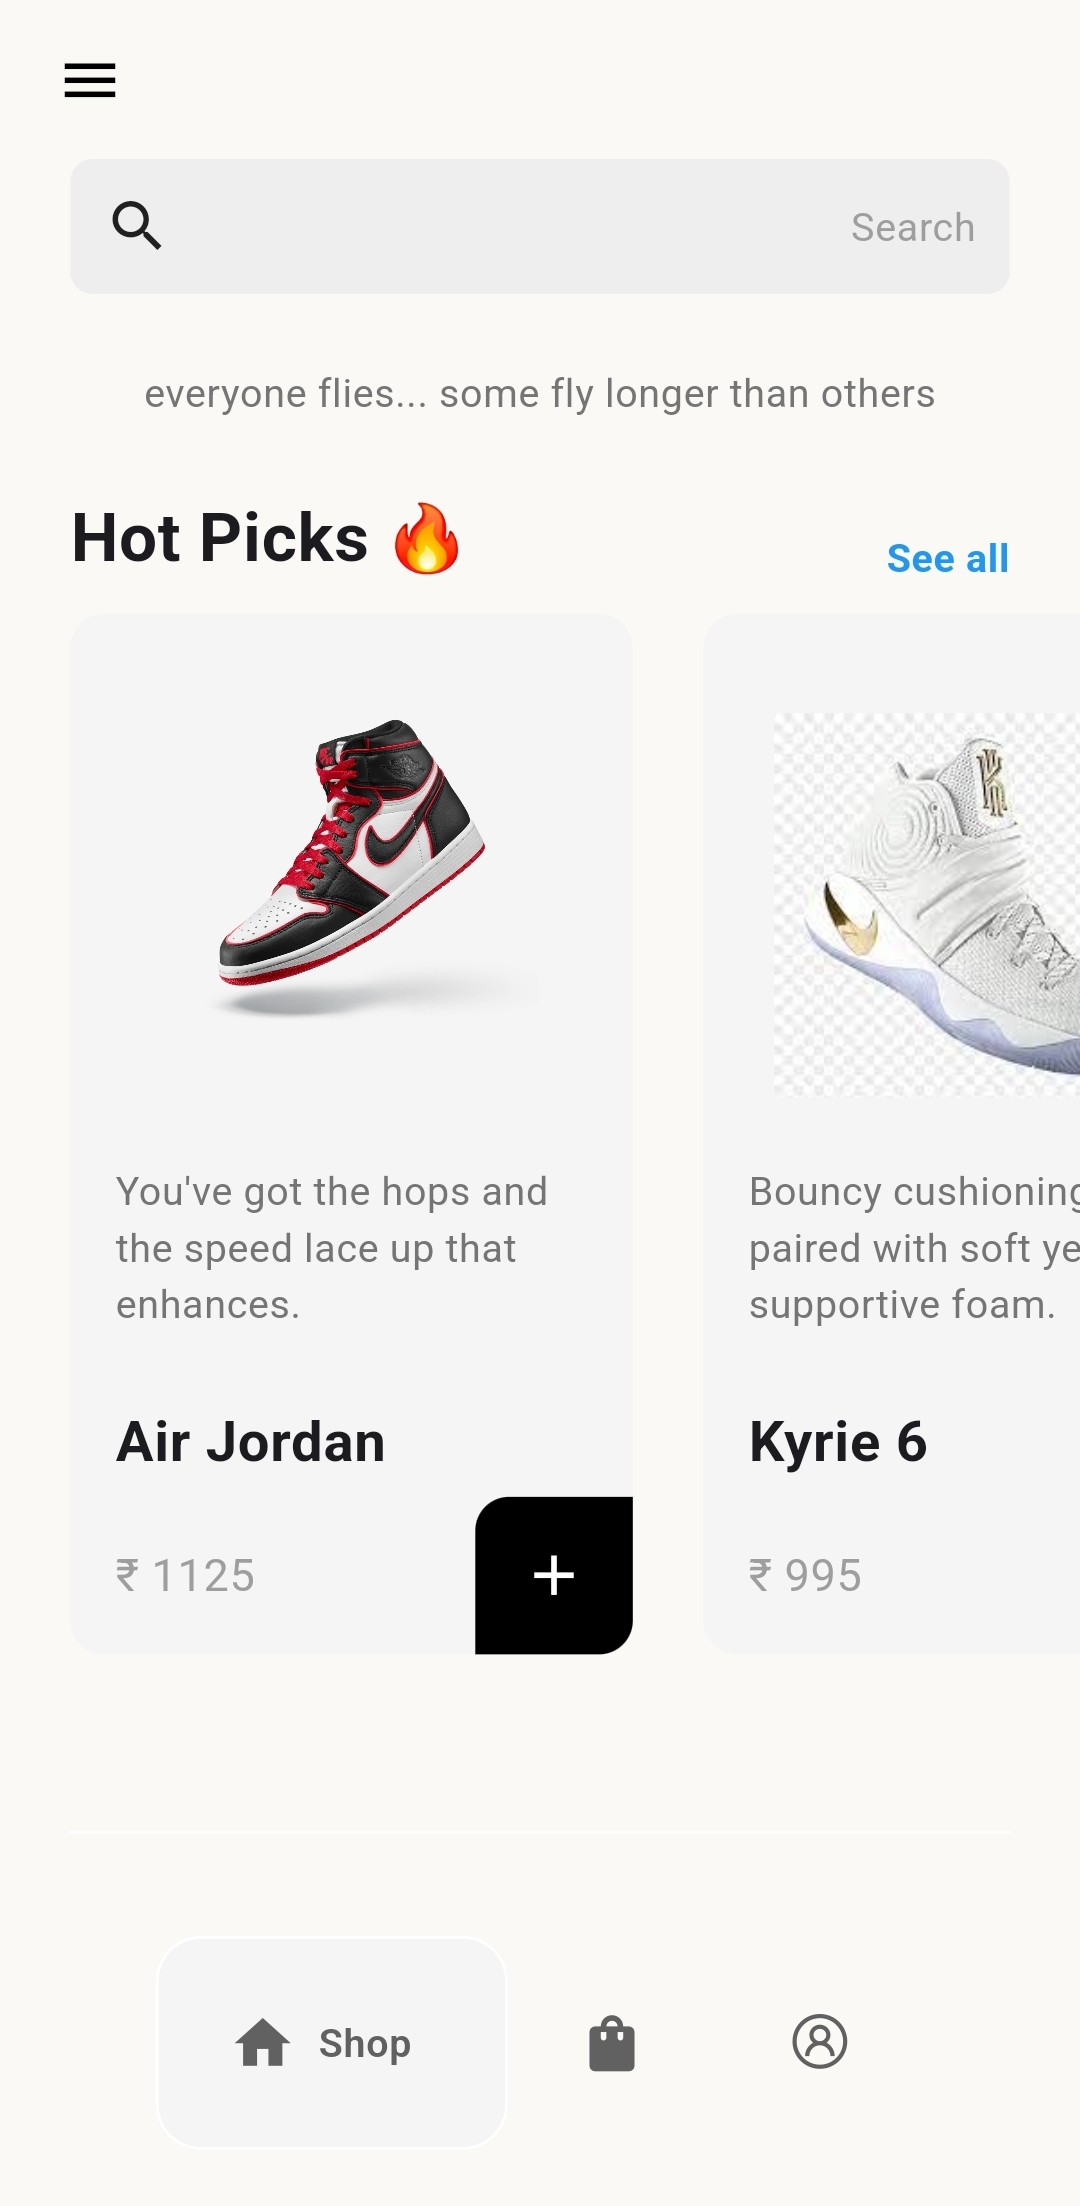 Search
everyone flies... some fly longer than others
Hot Picks 🔥
See all
You've got the hops and
the speed lace up that
enhances.
Air Jordan
₹ 1125
Bouncy cushioning
paired with soft ye
supportive foam.
Kyrie 6
₹ 995
Shop